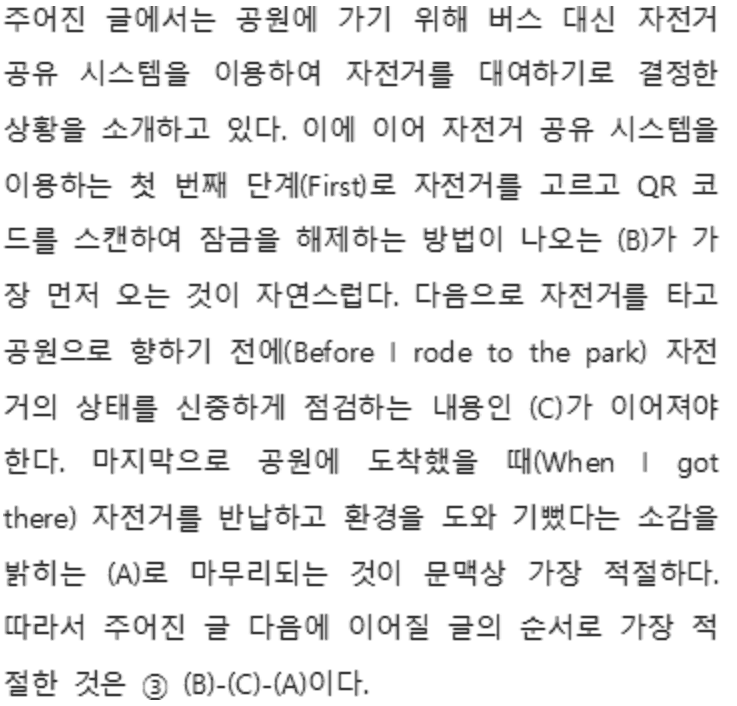 주어진 글에서는 공원에 가기 위해 버스 대신 자전거
공유 시스템을 이용하여 자전거를 대여하기로 결정한
상황을 소개하고 있다. 이에 이어 자전거 공유 시스템을
이용하는 첫 번째 단계(First)로 자전거를 고르고 QR 코
드를 스캔하여 잠금을 해제하는 방법이 나오는 (B)가 가
장 먼저 오는 것이 자연스럽다. 다음으로 자전거를 타고
공원으로 향하기 전에(Before I rode to the park) 자전
거의 상태를 신중하게 점검하는 내용인 (C)가 이어져야
한다. 마지막으로 공원에 도착했을 때(When I got
there) 자전거를 반납하고 환경을 도와 기뻤다는 소감을
밝히는 (A)로 마무리되는 것이 문맥상 가장 적절하다.
따라서 주어진 글 다음에 이어질 글의 순서로 가장 적
절한 것은 ③ (B)-(C)-(A)이다.